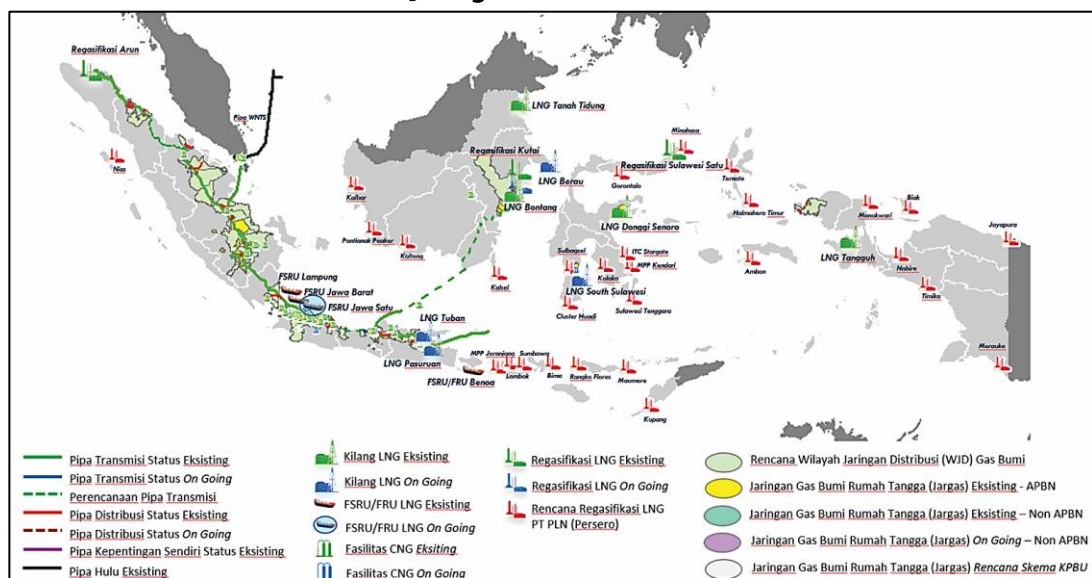 Regasifikasi Arun
Pipa WNTS
Nias
LNG Tanah Tidung
Regasifikasi Kutai
LNG Berau
LNG Bontang
Kalbar
Pontianak Peaker
Kalteng
Kalsel
Minahasa
Regasifikasi Sulawesi Satu
Gorontalo
Ternate
Halmahera Timur
LNG Donggi Senoro
Sulbagsel
ITC Stargate
Kolaka
MPP Kendari
LNG South Sulawesi
Cluster Huadi
Sulawesi Tenggara
Ambon
Manokwari
Biak
Jayapura
LNG Tangguh
Nabire
Timika
Merauke
FSRU Lampung
FSRU Jawa Barat
FSRU Jawa Satu
LNG Tuban
LNG Pasuruan
FSRU/FRU Benoa
MPP Jeranjang
Lombok
Sumbawa
Bima
Rangko Flores
Maumere
Kupang
Pipa Transmisi Status Eksisting
Pipa Transmisi Status On Going
Perencanaan Pipa Transmisi
Pipa Distribusi Status Eksisting
Pipa Distribusi Status On Going
Pipa Kepentingan Sendiri Status Eksisting
Pipa Hulu Eksisting
Kilang LNG Eksisting
Kilang LNG On Going
FSRU/FRU LNG Eksisting
FSRU/FRU LNG On Going
Fasilitas CNG Eksiting
Fasilitas CNG On Going
Regasifikasi LNG Eksisting
Regasifikasi LNG On Going
Rencana Regasifikasi LNG
PT PLN (Persero)
Rencana Wilayah Jaringan Distribusi (WJD) Gas Bumi
Jaringan Gas Bumi Rumah Tangga (Jargas) Eksisting - APBN
Jaringan Gas Bumi Rumah Tangga (Jargas) Eksisting – Non APBN
Jaringan Gas Bumi Rumah Tangga (Jargas) On Going – Non APBN
Jaringan Gas Bumi Rumah Tangga (Jargas) Rencana Skema KPBU